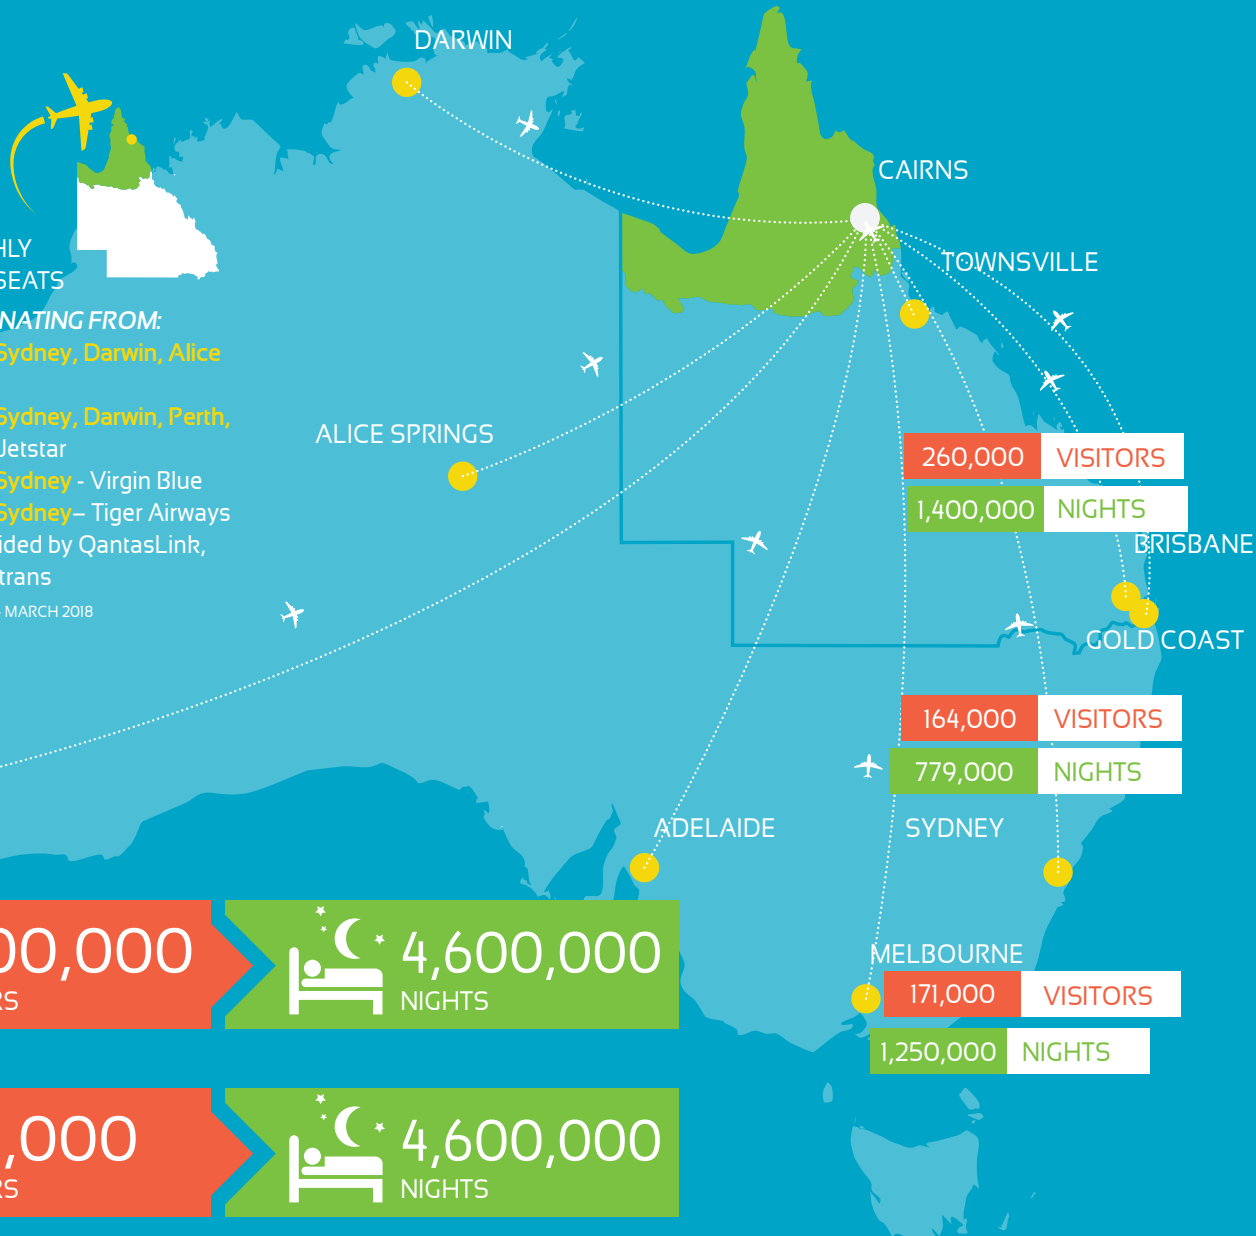 DARWIN
CAIRNS
TOWNSVILLE
HLY
SEATS
NATING FROM:
Sydney, Darwin, Alice
Sydney, Darwin, Perth,
Jetstar
Sydney - Virgin Blue
Sydney– Tiger Airways
ided by QantasLink,
trans
MARCH 2018
ALICE SPRINGS
260,000 VISITORS
1,400,000 NIGHTS
BRISBANE
GOLD COAST
164,000 VISITORS
779,000 NIGHTS
ADELAIDE
SYDNEY
MELBOURNE
171,000 VISITORS
1,250,000 NIGHTS
00,000
RS
4,600,000
NIGHTS
,000
RS
4,600,000
NIGHTS